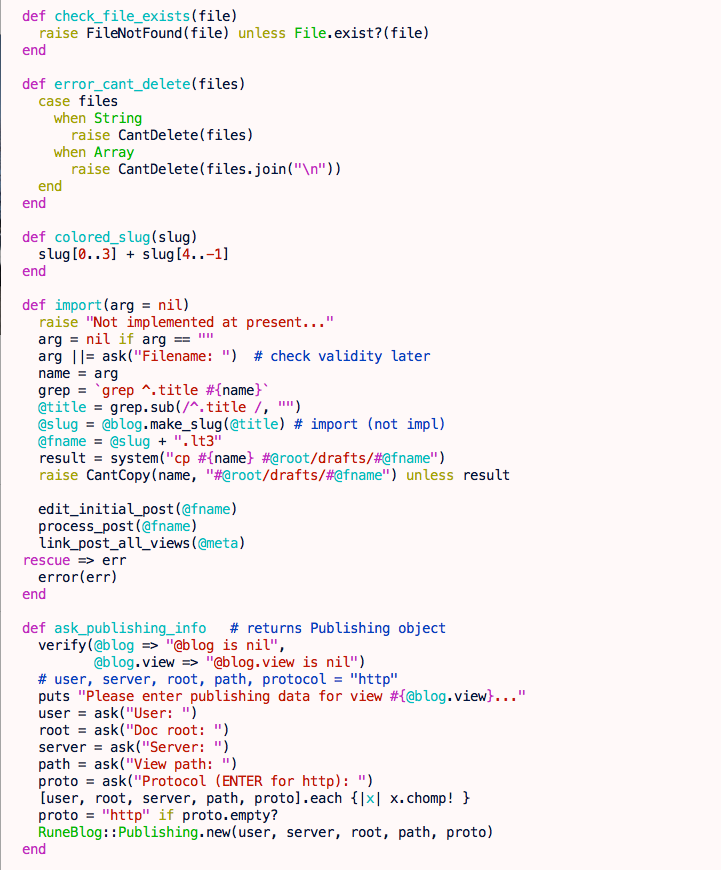 def check_file_exists(file)
  raise FileNotFound(file) unless File.exist?(file)
end

def error_cant_delete(files)
  case files
    when String
      raise CantDelete(files)
    when Array
      raise CantDelete(files.join("\n"))
  end
end

def colored_slug(slug)
  slug[0..3] + slug[4..-1]
end

def import(arg = nil)
  raise "Not implemented at present..."
  arg = nil if arg == ""
  arg ||= ask("Filename: ")  # check validity later
  name = arg
  grep = `grep ^.title #{name}`
  @title = grep.sub(/^.title /, "")
  @slug = @blog.make_slug(@title) # import (not impl)
  @fname = @slug + ".lt3"
  result = system("cp #{name} #@root/drafts/#@fname")
  raise CantCopy(name, "#@root/drafts/#@fname") unless result

  edit_initial_post(@fname)
  process_post(@fname)
  link_post_all_views(@meta)
rescue => err
  error(err)
end

def ask_publishing_info   # returns Publishing object
  verify(@blog => "@blog is nil",
         @blog.view => "@blog.view is nil")
  # user, server, root, path, protocol = "http"
  puts "Please enter publishing data for view #{@blog.view}..."
  user = ask("User: ")
  root = ask("Doc root: ")
  server = ask("Server: ")
  path = ask("View path: ")
  proto = ask("Protocol (ENTER for http): ")
  [user, root, server, path, proto].each {|x| x.chomp! }
  proto = "http" if proto.empty?
  RuneBlog::Publishing.new(user, server, root, path, proto)
end